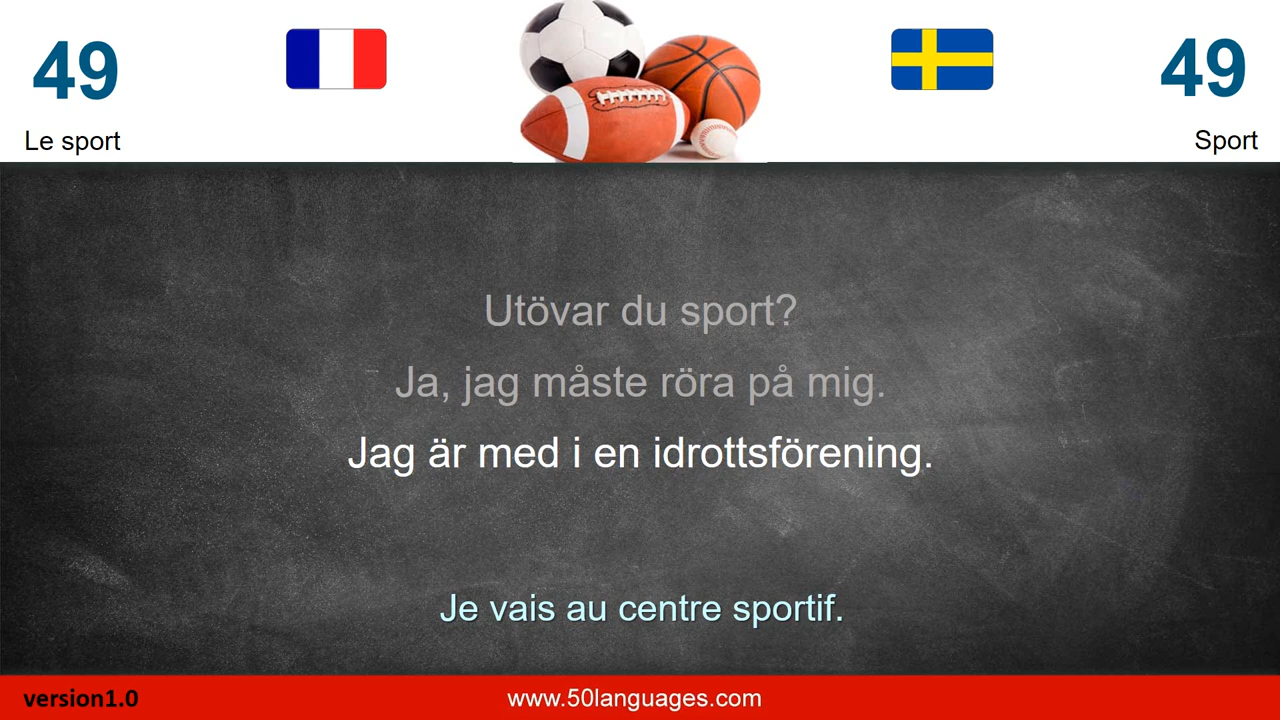 49
49
Le sport
Sport
Utövar du sport?
Ja, jag måste röra på mig.
Jag är med i en idrottsförening.
Je vais au centre sportif.
version1.0
www.50languages.com